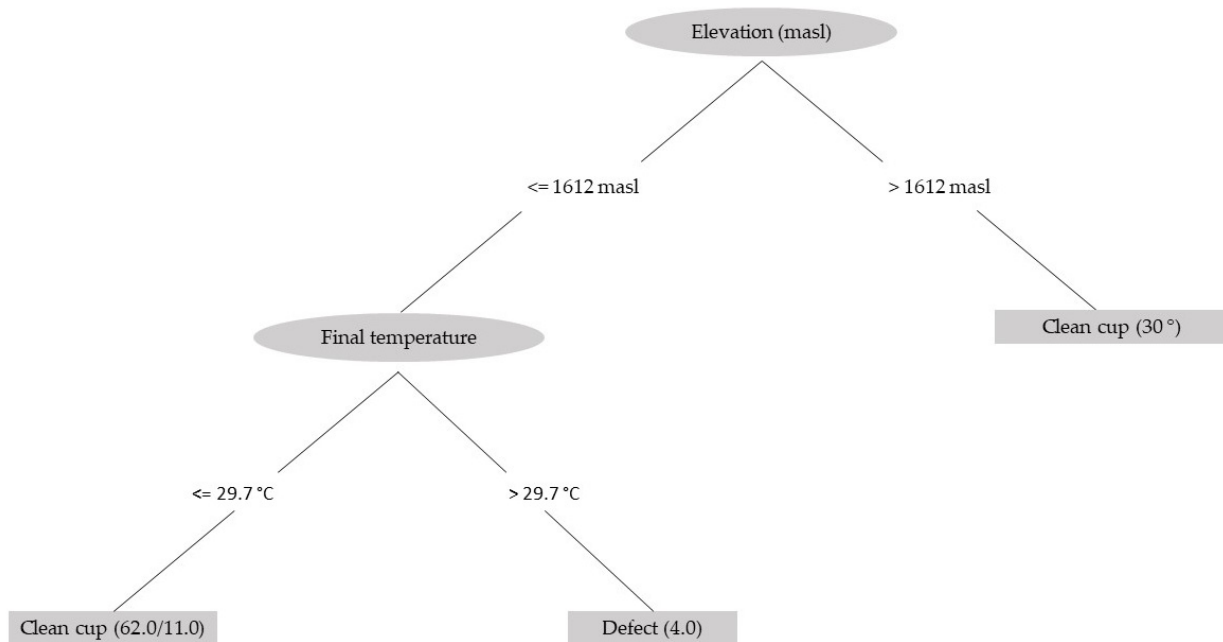 Elevation (masl)
<= 1612 masl
> 1612 masl
Final temperature
Clean cup (30 °)
<= 29.7 °C
> 29.7 °C
Clean cup (62.0/11.0)
Defect (4.0)